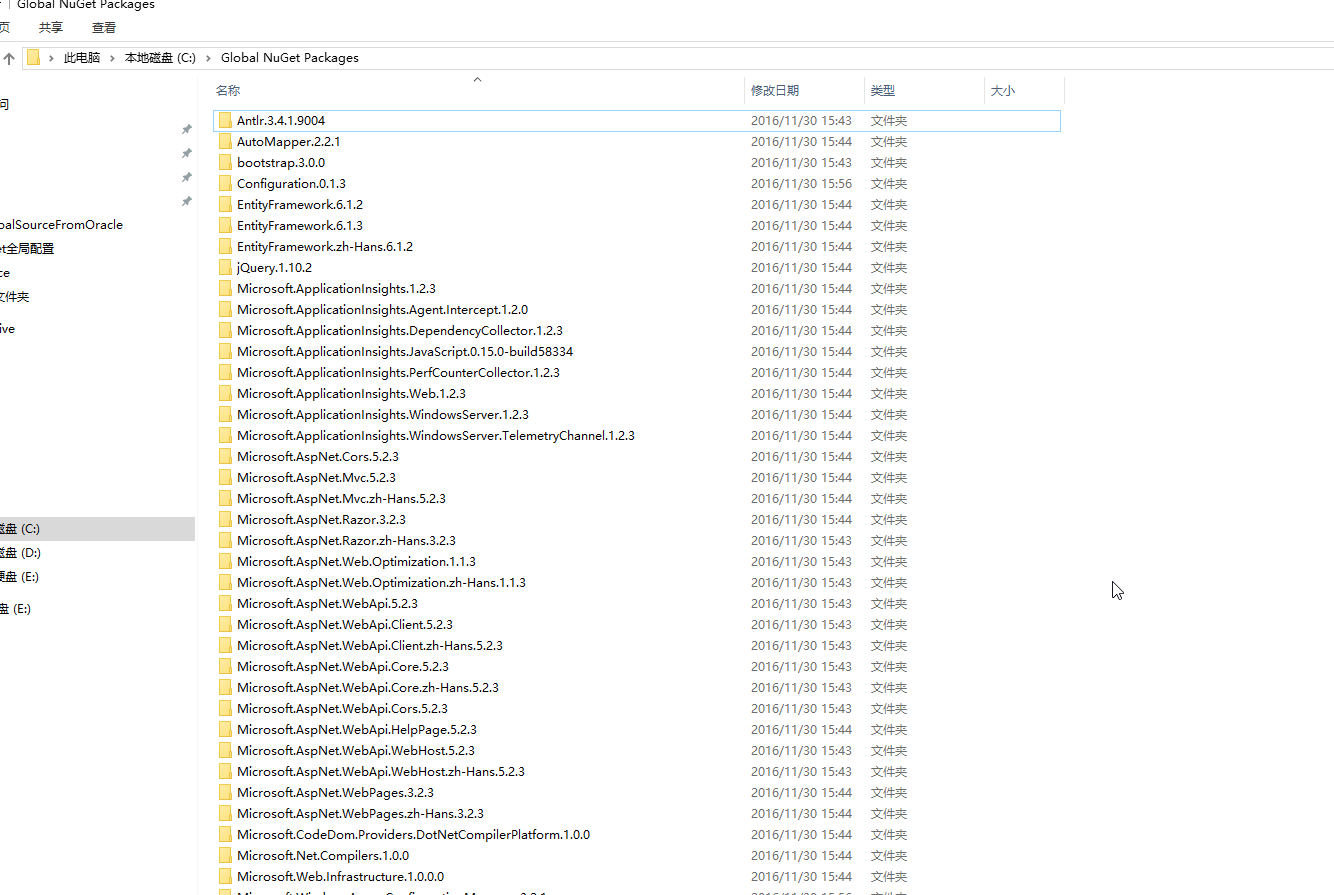 Global NuGet Packages
页 共享 查看
此电脑 本地磁盘 (C:) Global NuGet Packages
名称 修改日期 类型 大小
问
oalSourceFromOracle
et全局配置
ce
文件夹
ive
磁盘 (C:)
磁盘 (D:)
硬盘 (E:)
盘 (E:)
Antlr.3.4.1.9004 2016/11/30 15:43 文件夹
AutoMapper.2.2.1 2016/11/30 15:44 文件夹
bootstrap.3.0.0 2016/11/30 15:43 文件夹
Configuration.0.1.3 2016/11/30 15:56 文件夹
EntityFramework.6.1.2 2016/11/30 15:44 文件夹
EntityFramework.6.1.3 2016/11/30 15:44 文件夹
EntityFramework.zh-Hans.6.1.2 2016/11/30 15:44 文件夹
jQuery.1.10.2 2016/11/30 15:44 文件夹
Microsoft.ApplicationInsights.1.2.3 2016/11/30 15:44 文件夹
Microsoft.ApplicationInsights.Agent.Intercept.1.2.0 2016/11/30 15:44 文件夹
Microsoft.ApplicationInsights.DependencyCollector.1.2.3 2016/11/30 15:44 文件夹
Microsoft.ApplicationInsights.JavaScript.0.15.0-build58334 2016/11/30 15:44 文件夹
Microsoft.ApplicationInsights.PerfCounterCollector.1.2.3 2016/11/30 15:44 文件夹
Microsoft.ApplicationInsights.Web.1.2.3 2016/11/30 15:44 文件夹
Microsoft.ApplicationInsights.WindowsServer.1.2.3 2016/11/30 15:44 文件夹
Microsoft.ApplicationInsights.WindowsServer.TelemetryChannel.1.2.3 2016/11/30 15:44 文件夹
Microsoft.AspNet.Cors.5.2.3 2016/11/30 15:44 文件夹
Microsoft.AspNet.Mvc.5.2.3 2016/11/30 15:44 文件夹
Microsoft.AspNet.Mvc.zh-Hans.5.2.3 2016/11/30 15:44 文件夹
Microsoft.AspNet.Razor.3.2.3 2016/11/30 15:44 文件夹
Microsoft.AspNet.Razor.zh-Hans.3.2.3 2016/11/30 15:43 文件夹
Microsoft.AspNet.Web.Optimization.1.1.3 2016/11/30 15:43 文件夹
Microsoft.AspNet.Web.Optimization.zh-Hans.1.1.3 2016/11/30 15:43 文件夹
Microsoft.AspNet.WebApi.5.2.3 2016/11/30 15:43 文件夹
Microsoft.AspNet.WebApi.Client.5.2.3 2016/11/30 15:44 文件夹
Microsoft.AspNet.WebApi.Client.zh-Hans.5.2.3 2016/11/30 15:43 文件夹
Microsoft.AspNet.WebApi.Core.5.2.3 2016/11/30 15:43 文件夹
Microsoft.AspNet.WebApi.Core.zh-Hans.5.2.3 2016/11/30 15:43 文件夹
Microsoft.AspNet.WebApi.Cors.5.2.3 2016/11/30 15:44 文件夹
Microsoft.AspNet.WebApi.HelpPage.5.2.3 2016/11/30 15:44 文件夹
Microsoft.AspNet.WebApi.WebHost.5.2.3 2016/11/30 15:43 文件夹
Microsoft.AspNet.WebApi.WebHost.zh-Hans.5.2.3 2016/11/30 15:43 文件夹
Microsoft.AspNet.WebPages.3.2.3 2016/11/30 15:44 文件夹
Microsoft.AspNet.WebPages.zh-Hans.3.2.3 2016/11/30 15:44 文件夹
Microsoft.CodeDom.Providers.DotNetCompilerPlatform.1.0.0 2016/11/30 15:44 文件夹
Microsoft.Net.Compilers.1.0.0 2016/11/30 15:44 文件夹
Microsoft.Web.Infrastructure.1.0.0.0 2016/11/30 15:44 文件夹